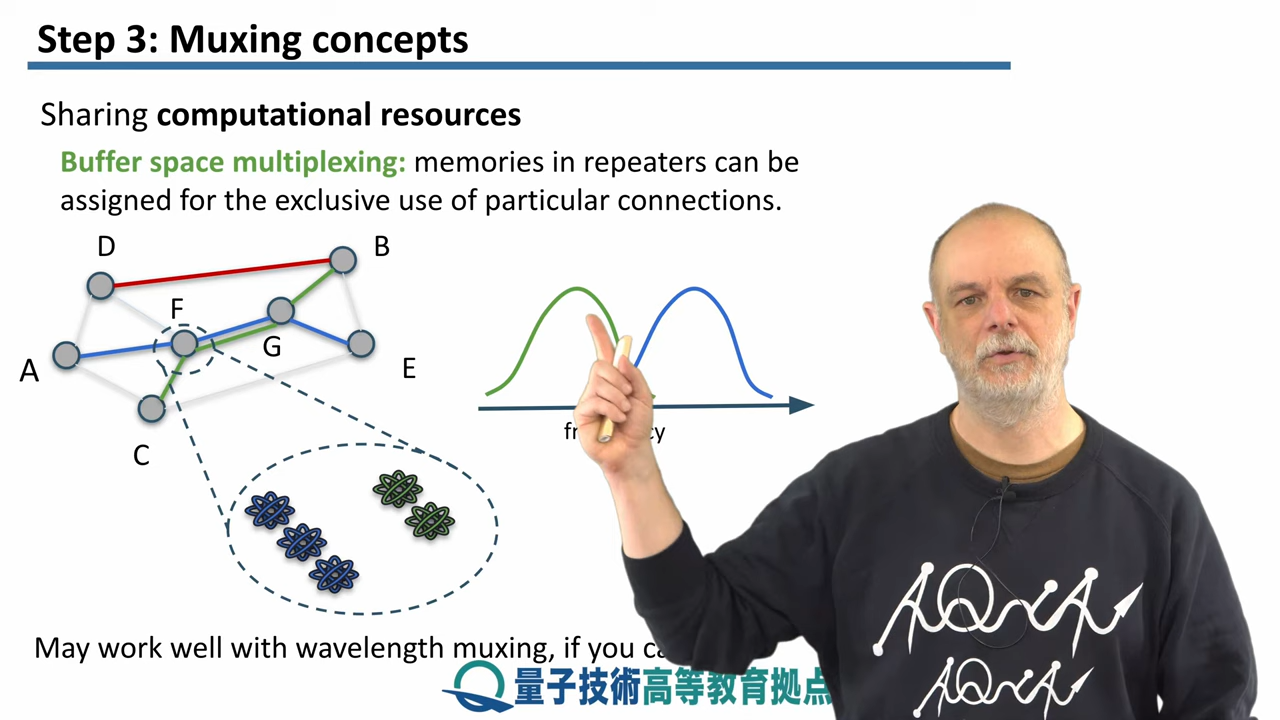 Step 3: Muxing concepts
Sharing computational resources
Buffer space multiplexing: memories in repeaters can be
assigned for the exclusive use of particular connections.
D
B
F
G
A
E
C
May work well with wavelength muxing, if you
量子技術高等教育拠点
AQUA
AQUA